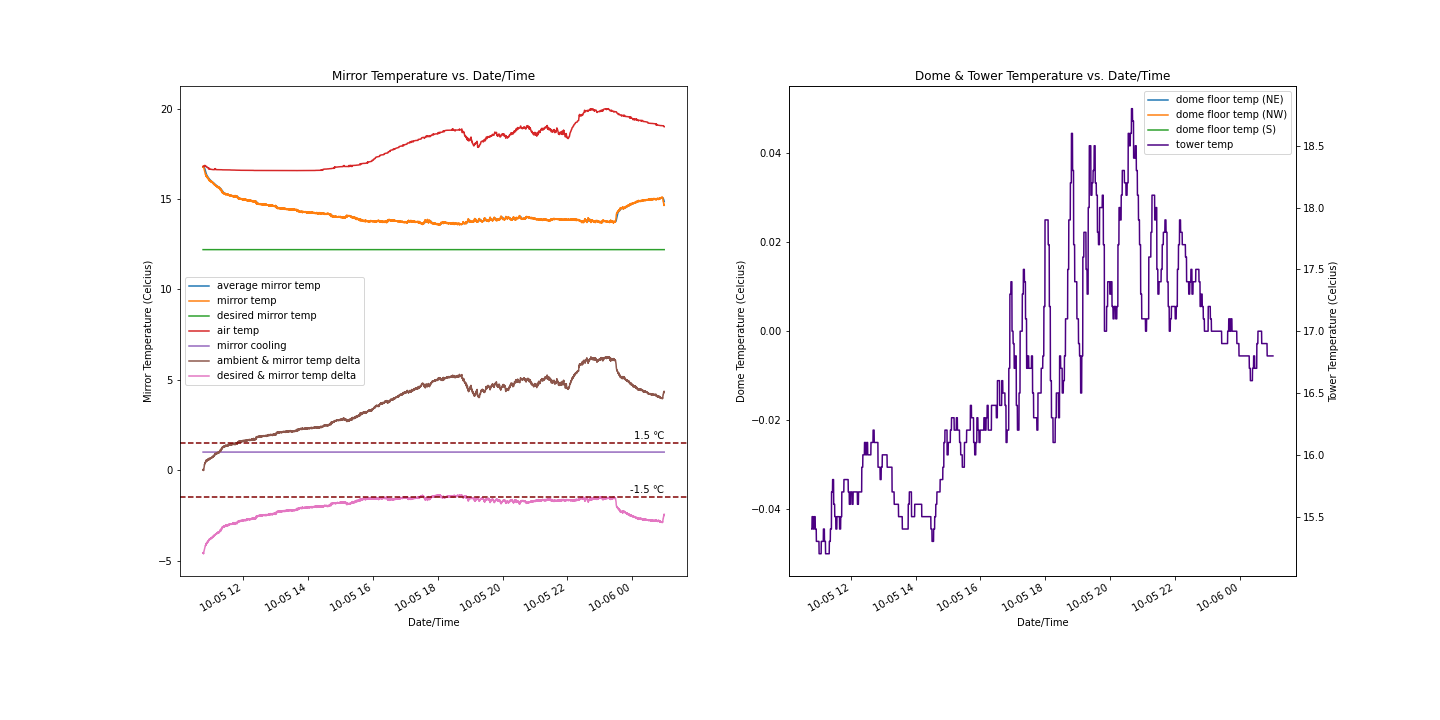 Mirror Temperature vs. Date/Time
Mirror Temperature (Celcius)
20
15
10
5
0
−5
average mirror temp
mirror temp
desired mirror temp
air temp
mirror cooling
ambient & mirror temp delta
desired & mirror temp delta
1.5 °C
-1.5 °C
10-05 12
10-05 14
10-05 16
10-05 18
10-05 20
10-05 22
10-06 00
Date/Time
Dome & Tower Temperature vs. Date/Time
Dome Temperature (Celcius)
0.04
0.02
0.00
−0.02
−0.04
dome floor temp (NE)
dome floor temp (NW)
dome floor temp (S)
tower temp
18.5
18.0
17.5
17.0
16.5
16.0
15.5
Tower Temperature (Celcius)
10-05 12
10-05 14
10-05 16
10-05 18
10-05 20
10-05 22
10-06 00
Date/Time